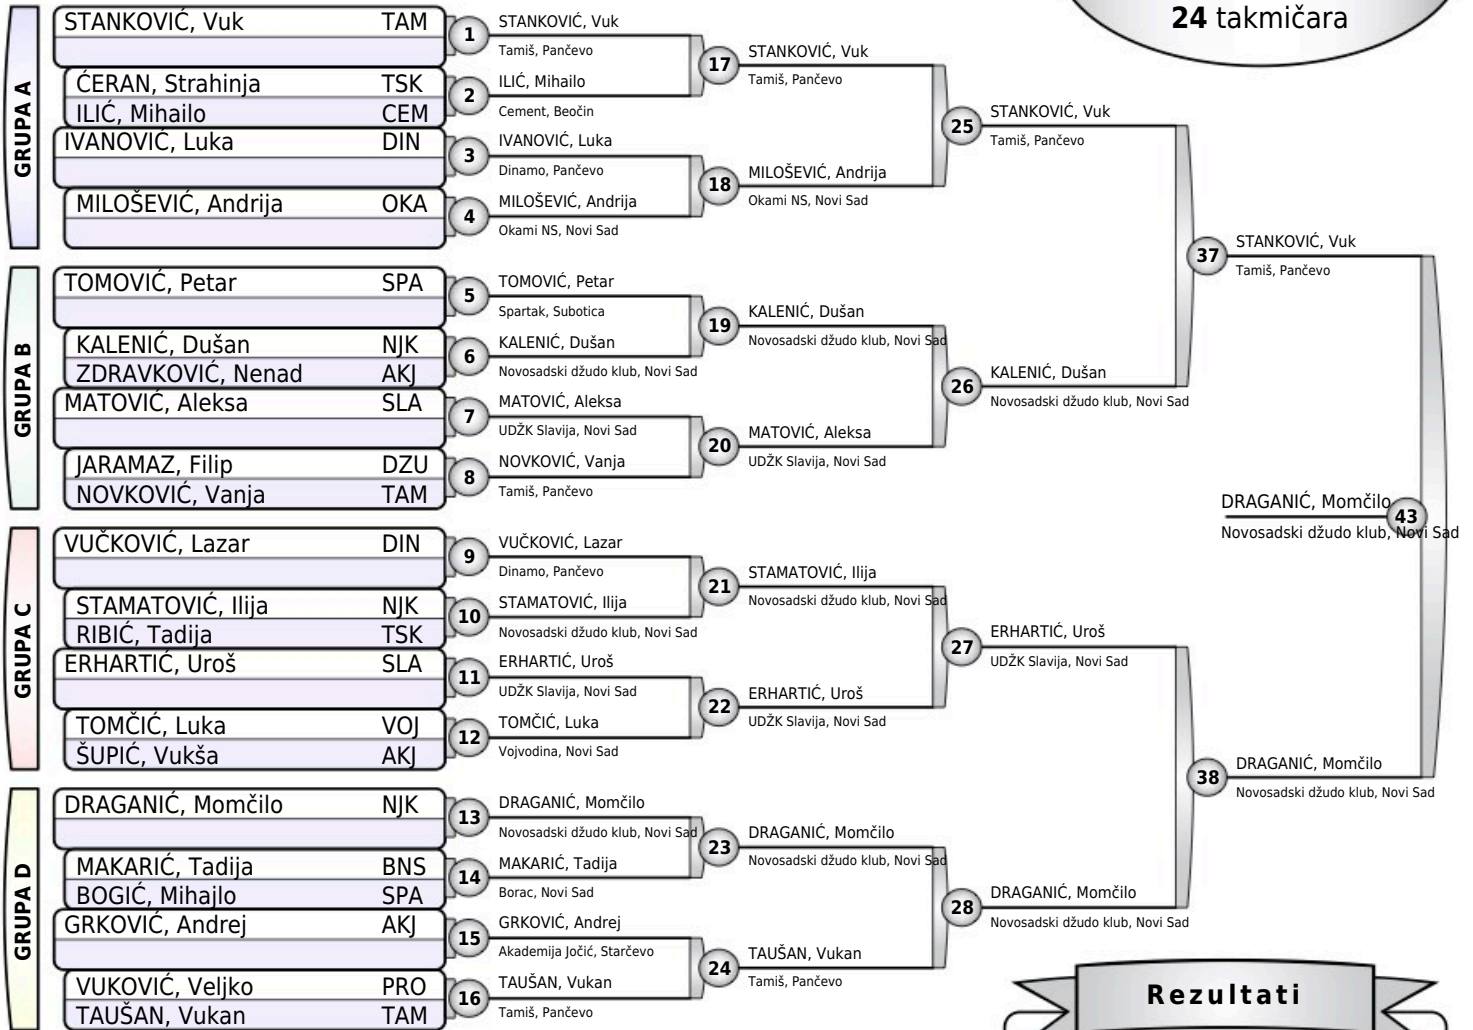 24 takmičara
GRUPA A
STANKOVIĆ, Vuk TAM
ĆERAN, Strahinja TSK
ILIĆ, Mihailo CEM
IVANOVIĆ, Luka DIN
MILOŠEVIĆ, Andrija OKA
GRUPA B
TOMOVIĆ, Petar SPA
KALENIĆ, Dušan NJK
ZDRAVKOVIĆ, Nenad AKJ
MATOVIĆ, Aleksa SLA
JARAMAZ, Filip DZU
NOVKOVIĆ, Vanja TAM
GRUPA C
VUČKOVIĆ, Lazar DIN
STAMATOVIĆ, Ilija NJK
RIBIĆ, Tadija TSK
ERHARTIĆ, Uroš SLA
TOMČIĆ, Luka VOJ
ŠUPIĆ, Vukša AKJ
GRUPA D
DRAGANIĆ, Momčilo NJK
MAKARIĆ, Tadija BNS
BOGIĆ, Mihajlo SPA
GRKOVIĆ, Andrej AKJ
VUKOVIĆ, Veljko PRO
TAUŠAN, Vukan TAM
1
STANKOVIĆ, Vuk
Tamiš, Pančevo
2
ILIĆ, Mihailo
Cement, Beočin
3
IVANOVIĆ, Luka
Dinamo, Pančevo
4
MILOŠEVIĆ, Andrija
Okami NS, Novi Sad
5
TOMOVIĆ, Petar
Spartak, Subotica
6
KALENIĆ, Dušan
Novosadski džudo klub, Novi Sad
7
MATOVIĆ, Aleksa
UDŽK Slavija, Novi Sad
8
NOVKOVIĆ, Vanja
Tamiš, Pančevo
9
VUČKOVIĆ, Lazar
Dinamo, Pančevo
10
STAMATOVIĆ, Ilija
Novosadski džudo klub, Novi Sad
11
ERHARTIĆ, Uroš
UDŽK Slavija, Novi Sad
12
TOMČIĆ, Luka
Vojvodina, Novi Sad
13
DRAGANIĆ, Momčilo
Novosadski džudo klub, Novi Sad
14
MAKARIĆ, Tadija
Borac, Novi Sad
15
GRKOVIĆ, Andrej
Akademija Jočić, Starčevo
16
TAUŠAN, Vukan
Tamiš, Pančevo
17
STANKOVIĆ, Vuk
Tamiš, Pančevo
18
MILOŠEVIĆ, Andrija
Okami NS, Novi Sad
19
KALENIĆ, Dušan
Novosadski džudo klub, Novi Sad
20
MATOVIĆ, Aleksa
UDŽK Slavija, Novi Sad
21
STAMATOVIĆ, Ilija
Novosadski džudo klub, Novi Sad
22
ERHARTIĆ, Uroš
UDŽK Slavija, Novi Sad
23
DRAGANIĆ, Momčilo
Novosadski džudo klub, Novi Sad
24
TAUŠAN, Vukan
Tamiš, Pančevo
25
STANKOVIĆ, Vuk
Tamiš, Pančevo
26
KALENIĆ, Dušan
Novosadski džudo klub, Novi Sad
27
ERHARTIĆ, Uroš
UDŽK Slavija, Novi Sad
28
DRAGANIĆ, Momčilo
Novosadski džudo klub, Novi Sad
37
STANKOVIĆ, Vuk
Tamiš, Pančevo
38
DRAGANIĆ, Momčilo
Novosadski džudo klub, Novi Sad
DRAGANIĆ, Momčilo
43
Novosadski džudo klub, Novi Sad
Rezultati